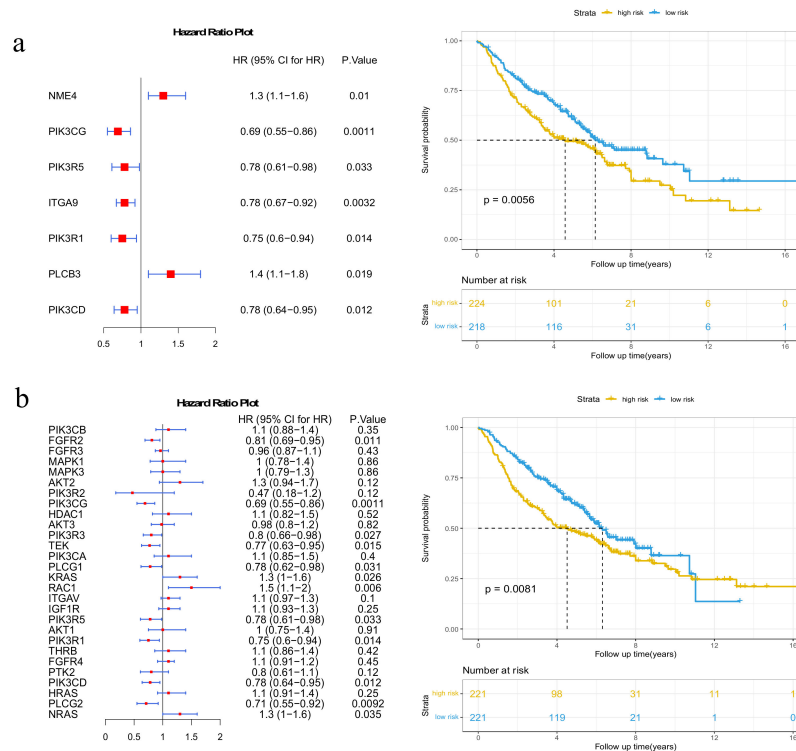 a
Hazard Ratio Plot
HR (95% CI for HR) P.Value
NME4 1.3 (1.1−1.6) 0.01
PIK3CG 0.69 (0.55−0.86) 0.0011
PIK3R5 0.78 (0.61−0.98) 0.033
ITGA9 0.78 (0.67−0.92) 0.0032
PIK3R1 0.75 (0.6−0.94) 0.014
PLCB3 1.4 (1.1−1.8) 0.019
PIK3CD 0.78 (0.64−0.95) 0.012
0.5 1 1.5 2
Strata high risk low risk
Survival probability
1.00
0.75
0.50
0.25
0.00
p = 0.0056
0 4 8 12 16
Follow up time(years)
Number at risk
Strata
high risk 224 101 21 6 0
low risk 218 116 31 6 1
0 4 8 12 16
Follow up time(years)
b
Hazard Ratio Plot
HR (95% CI for HR) P.Value
PIK3CB 1.1 (0.88−1.4) 0.35
FGFR2 0.81 (0.69−0.95) 0.011
FGFR3 0.96 (0.87−1.1) 0.43
MAPK1 1 (0.78−1.4) 0.86
MAPK3 1 (0.79−1.3) 0.86
AKT2 1.3 (0.94−1.7) 0.12
PIK3R2 0.47 (0.18−1.2) 0.12
PIK3CG 0.69 (0.55−0.86) 0.0011
HDAC1 1.1 (0.82−1.5) 0.52
AKT3 0.98 (0.8−1.2) 0.82
PIK3R3 0.8 (0.66−0.98) 0.027
TEK 0.77 (0.63−0.95) 0.015
PIK3CA 1.1 (0.85−1.5) 0.4
PLCG1 0.78 (0.62−0.98) 0.031
KRAS 1.3 (1−1.6) 0.026
RAC1 1.5 (1.1−2) 0.006
ITGAV 1.1 (0.97−1.3) 0.1
IGF1R 1.1 (0.93−1.3) 0.25
PIK3R5 0.78 (0.61−0.98) 0.033
AKT1 1 (0.75−1.4) 0.91
PIK3R1 0.75 (0.6−0.94) 0.014
THRB 1.1 (0.86−1.4) 0.42
FGFR4 1.1 (0.91−1.2) 0.45
PTK2 0.8 (0.61−1.1) 0.12
PIK3CD 0.78 (0.64−0.95) 0.012
HRAS 1.1 (0.91−1.4) 0.25
PLCG2 0.71 (0.55−0.92) 0.0092
NRAS 1.3 (1−1.6) 0.035
0 0.5 1 1.5 2
Strata high risk low risk
Survival probability
1.00
0.75
0.50
0.25
0.00
p = 0.0081
0 4 8 12 16
Follow up time(years)
Number at risk
Strata
high risk 221 98 31 11 1
low risk 221 119 21 1 0
0 4 8 12 16
Follow up time(years)